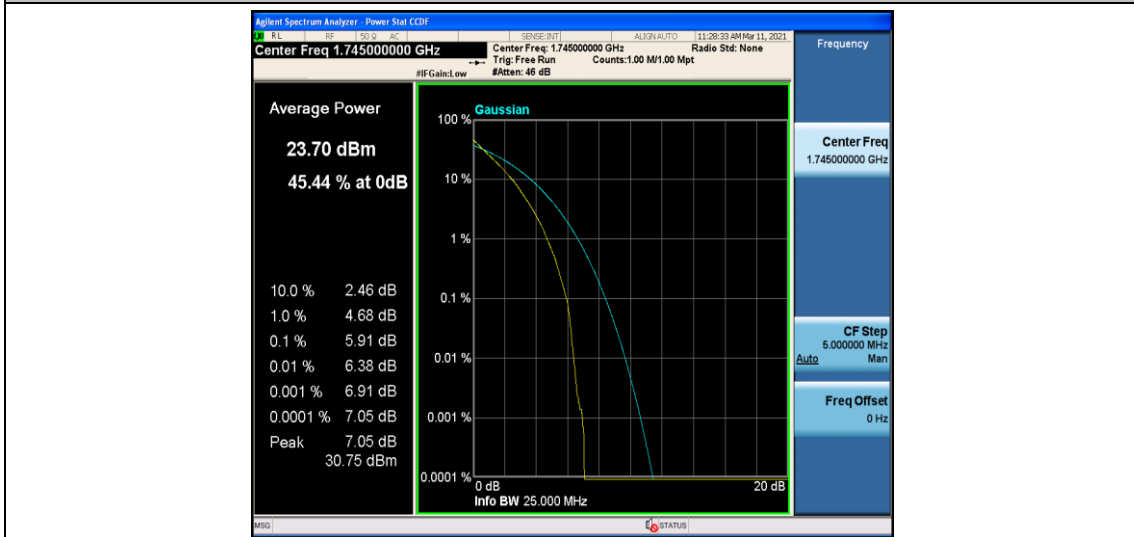 Agilent Spectrum Analyzer - Power Stat CCDF
RL RF 50 Ω AC SENSE:INT ALIGN AUTO 11:28:33 AM Mar 11, 2021
Center Freq 1.745000000 GHz
Center Freq: 1.745000000 GHz Radio Std: None
Trig: Free Run Counts:1.00 M/1.00 Mpt
#IFGain:Low #Atten: 46 dB
Frequency
Average Power
23.70 dBm
45.44 % at 0dB
10.0 % 2.46 dB
1.0 % 4.68 dB
0.1 % 5.91 dB
0.01 % 6.38 dB
0.001 % 6.91 dB
0.0001 % 7.05 dB
Peak 7.05 dB
30.75 dBm
Gaussian
100 %
10 %
1 %
0.1 %
0.01 %
0.001 %
0.0001 %
0 dB 20 dB
Info BW 25.000 MHz
Center Freq
1.745000000 GHz
CF Step
5.000000 MHz
Auto Man
Freq Offset
0 Hz
MSG STATUS